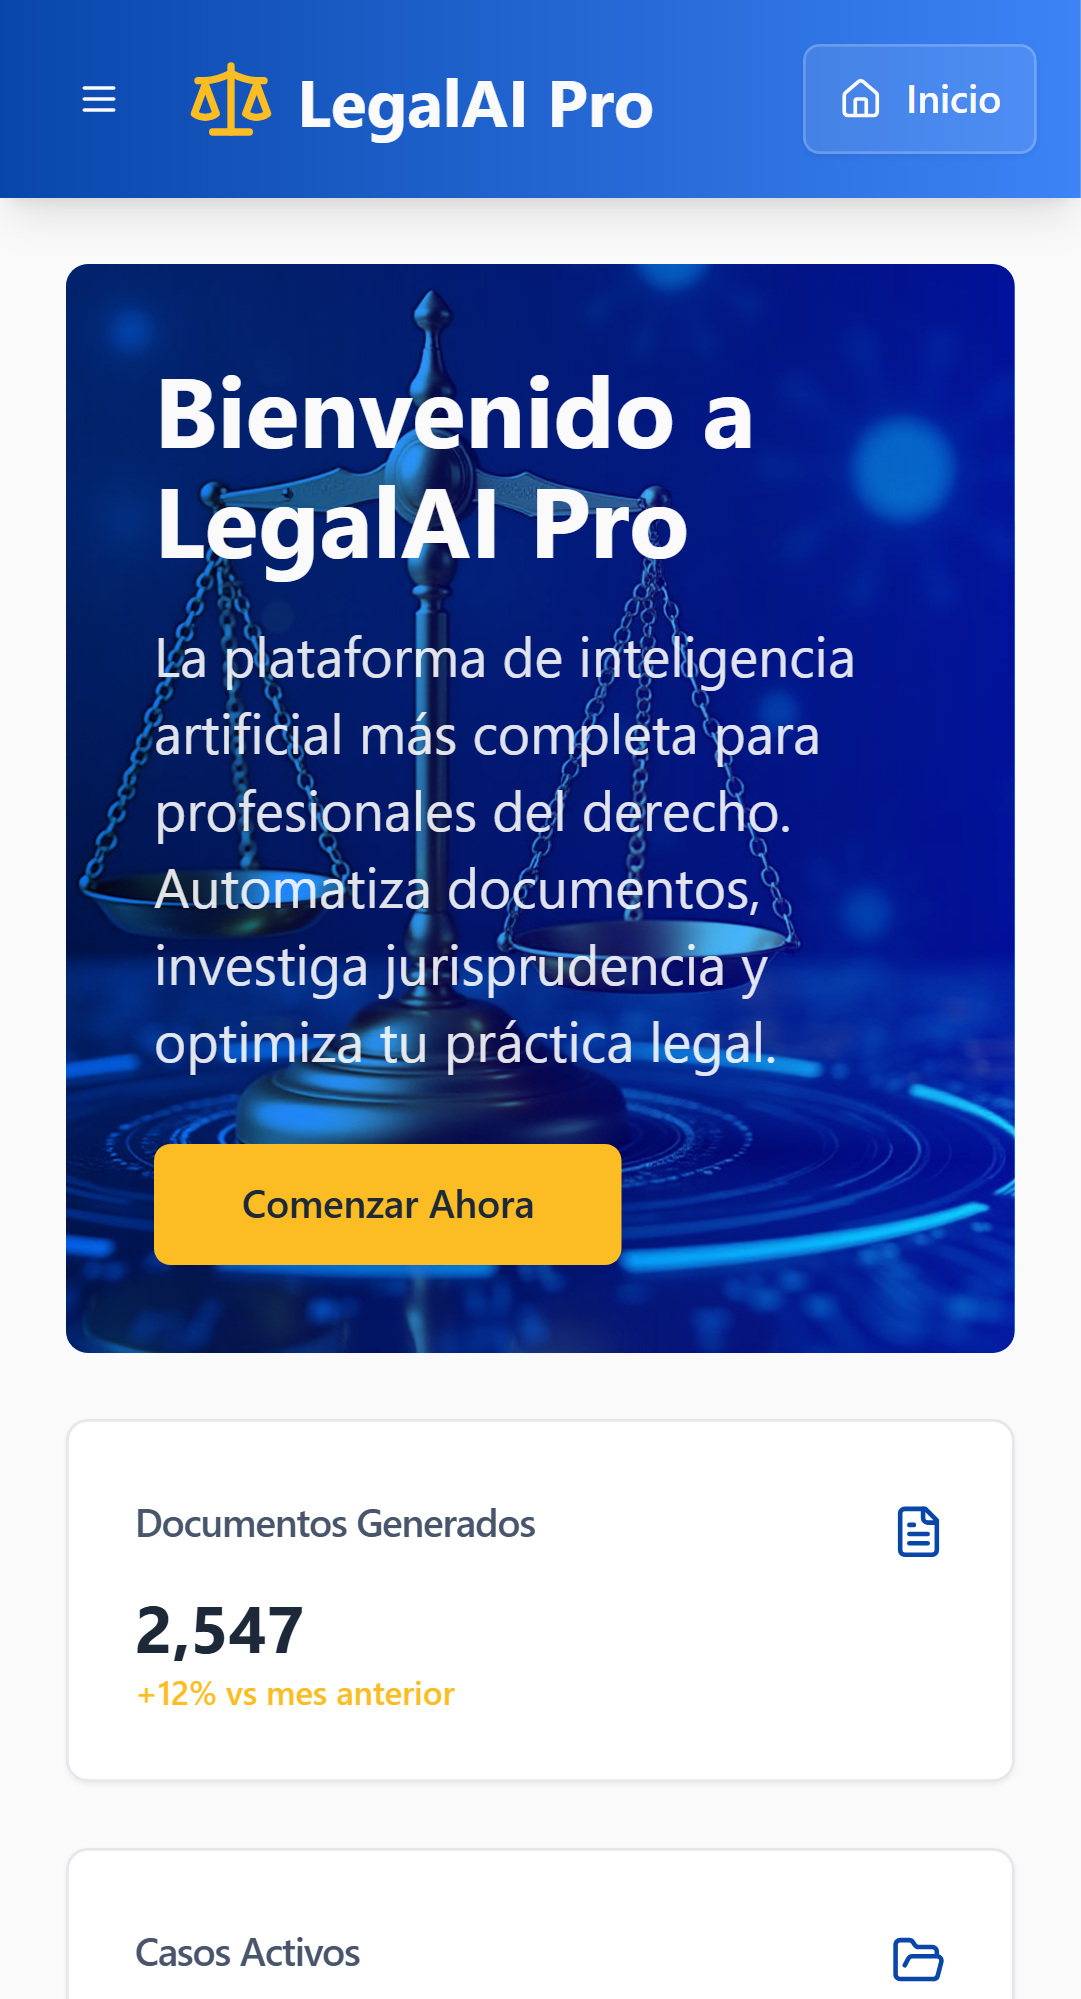 LegalAI Pro
Inicio
Bienvenido a
LegalAI Pro
La plataforma de inteligencia
artificial más completa para
profesionales del derecho.
Automatiza documentos,
investiga jurisprudencia y
optimiza tu práctica legal.
Comenzar Ahora
Documentos Generados
2,547
+12% vs mes anterior
Casos Activos